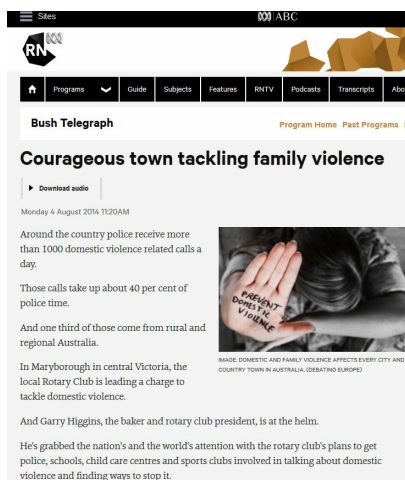 Sites
ABC
RN
Programs
Guide
Subjects
Features
RNTV
Podcasts
Transcripts
Abo
Bush Telegraph
Program Home Past Programs
Courageous town tackling family violence
Download audio
Monday 4 August 2014 11:20AM
Around the country police receive more
than 1000 domestic violence related calls a
day.
Those calls take up about 40 per cent of
police time.
And one third of those come from rural and
regional Australia.
In Maryborough in central Victoria, the
local Rotary Club is leading a charge to
tackle domestic violence.
PREVENT
DOMESTIC
VIOLENCE
IMAGE: DOMESTIC AND FAMILY VIOLENCE AFFECTS EVERY CITY AND
COUNTRY TOWN IN AUSTRALIA. (DEBATING EUROPE)
And Garry Higgins, the baker and rotary club president, is at the helm.
He's grabbed the nation's and the world's attention with the rotary club's plans to get
police, schools, child care centres and sports clubs involved in talking about domestic
violence and finding ways to stop it.